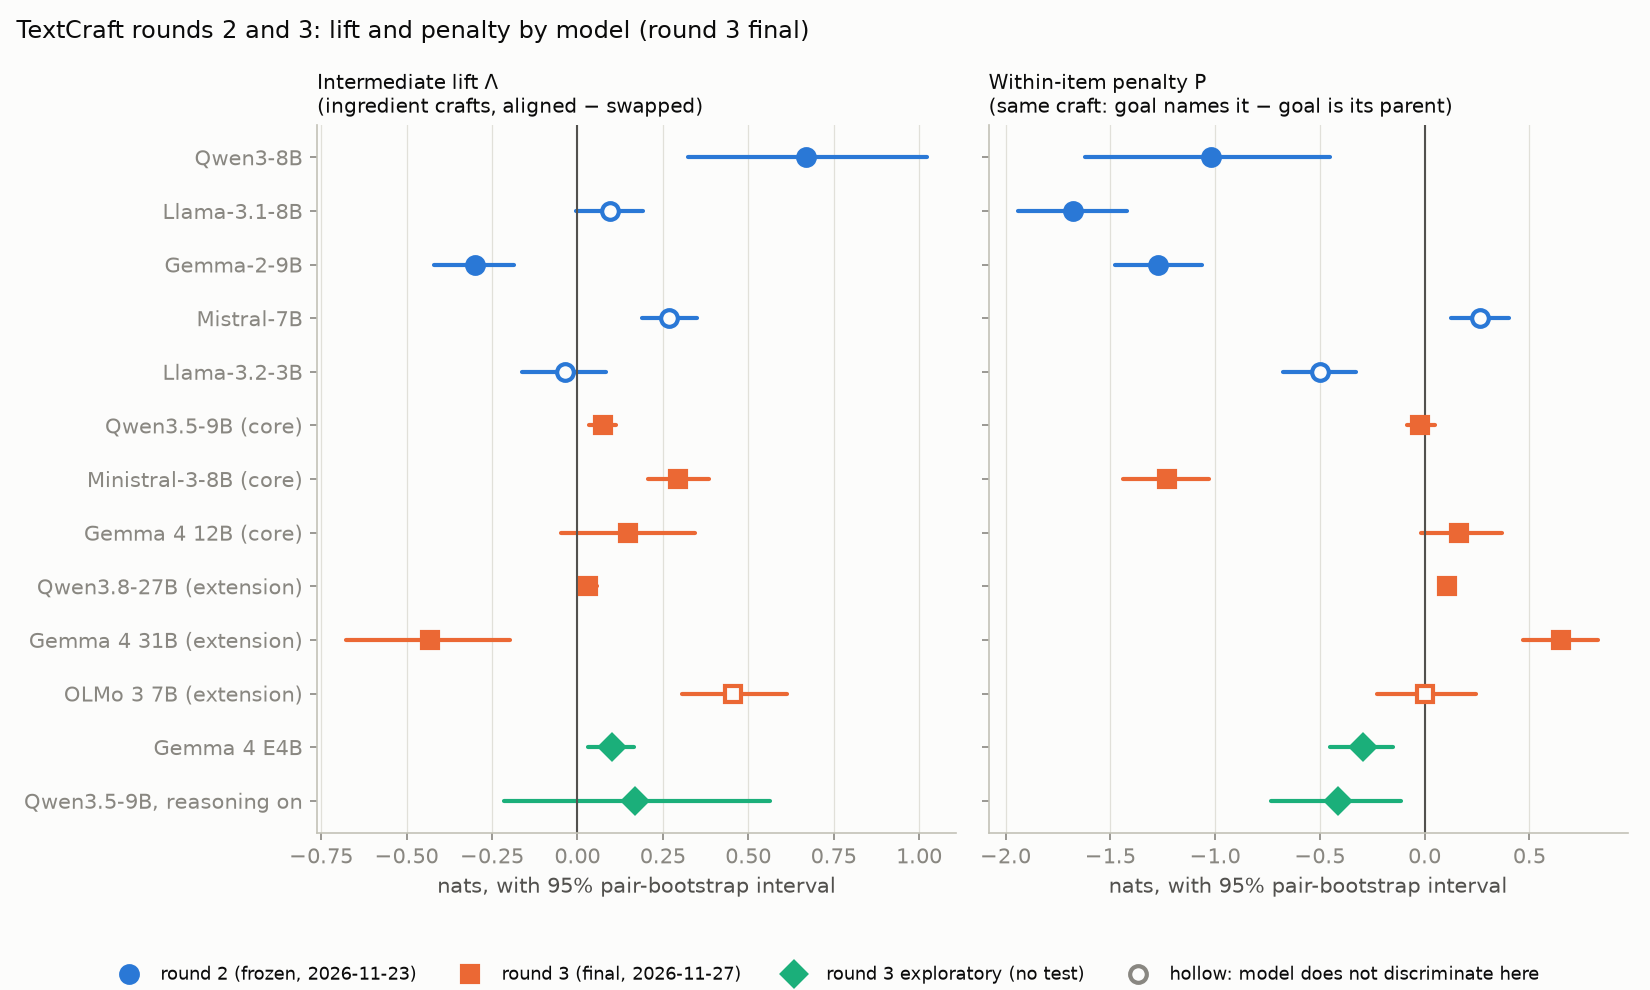 TextCraft rounds 2 and 3: lift and penalty by model (round 3 final)
Intermediate lift Λ
(ingredient crafts, aligned − swapped)
Within-item penalty P
(same craft: goal names it − goal is its parent)
Qwen3-8B
Llama-3.1-8B
Gemma-2-9B
Mistral-7B
Llama-3.2-3B
Qwen3.5-9B (core)
Ministral-3-8B (core)
Gemma 4 12B (core)
Qwen3.8-27B (extension)
Gemma 4 31B (extension)
OLMo 3 7B (extension)
Gemma 4 E4B
Qwen3.5-9B, reasoning on
−0.75 −0.50 −0.25 0.00 0.25 0.50 0.75 1.00
nats, with 95% pair-bootstrap interval
−2.0 −1.5 −1.0 −0.5 0.0 0.5
nats, with 95% pair-bootstrap interval
round 2 (frozen, 2026-11-23)
round 3 (final, 2026-11-27)
round 3 exploratory (no test)
hollow: model does not discriminate here